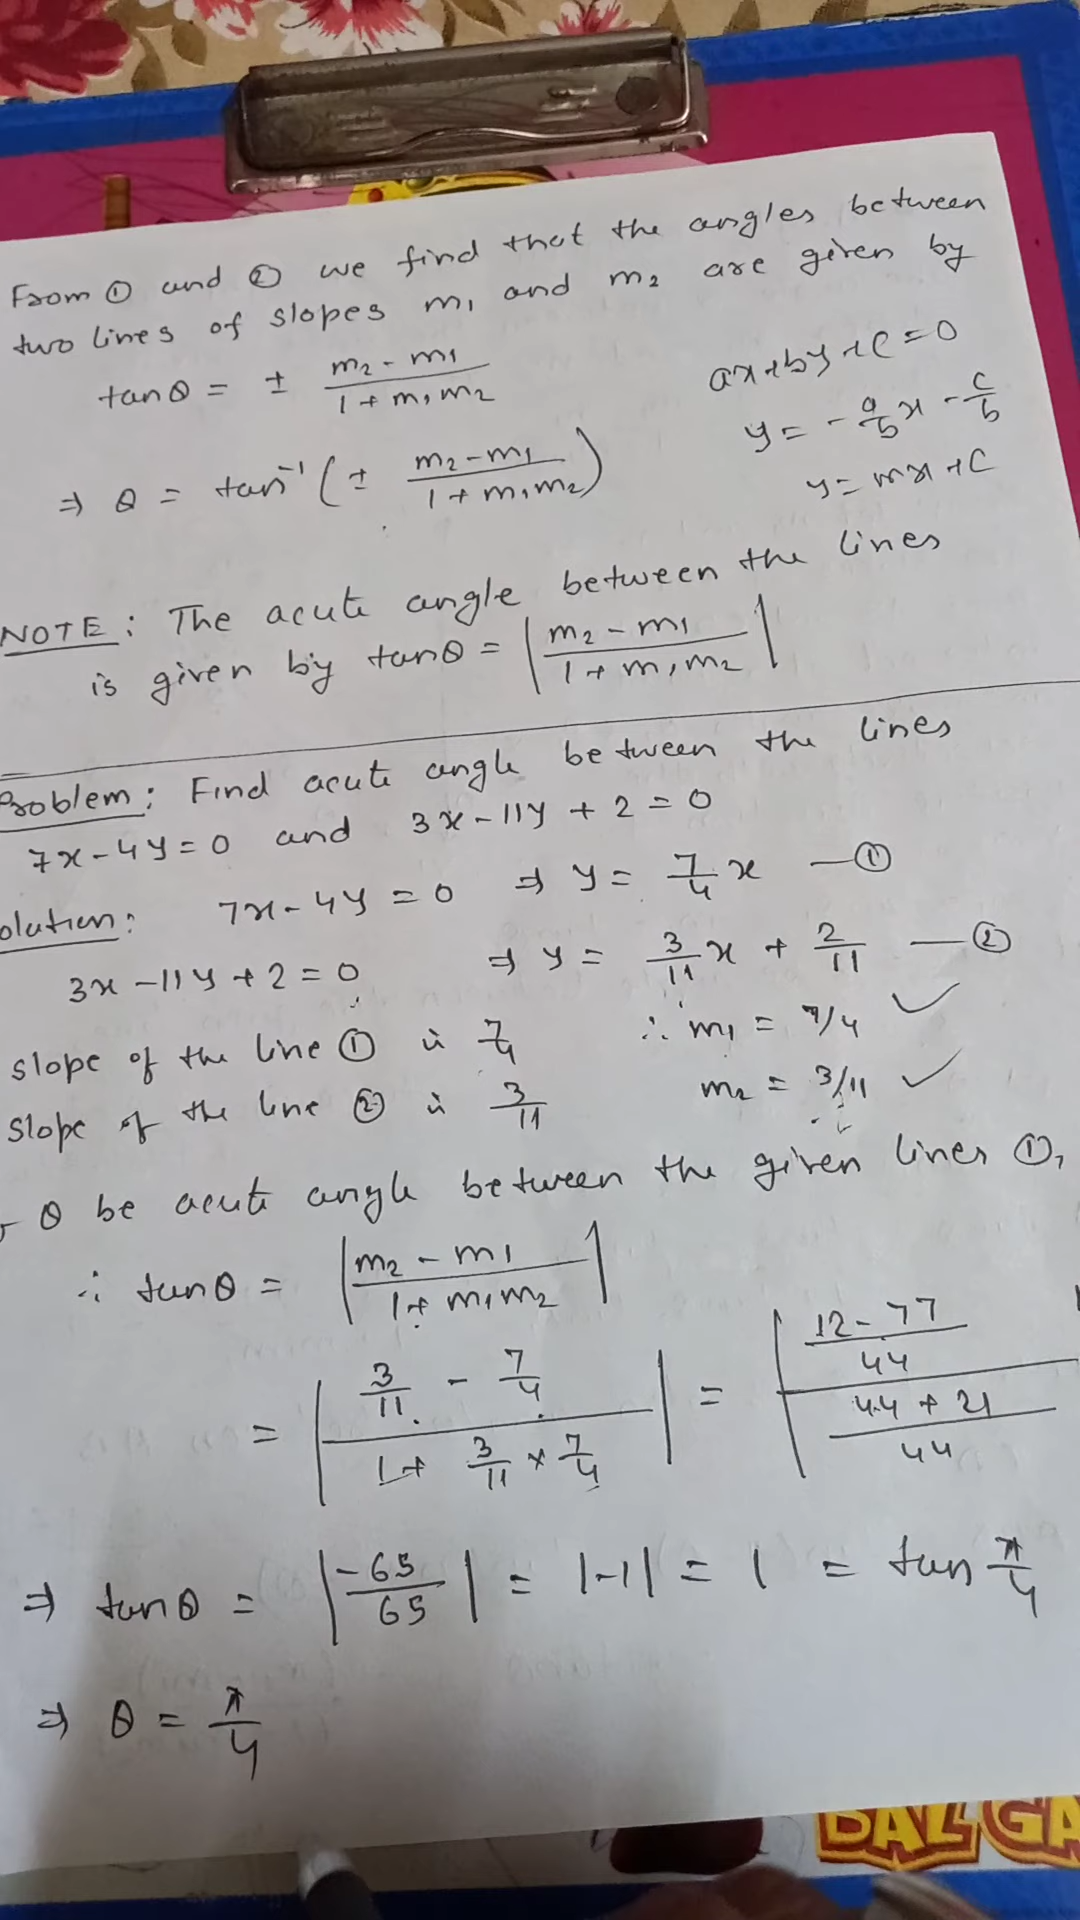 From ① and ② we find that the angles between
two lines of slopes m₁ and m₂ are given by
tanθ = ± (m₂ - m₁)/(1 + m₁m₂)
ax+by+c=0
y = -a/b x - c/b
⇒ θ = tan⁻¹(± (m₂-m₁)/(1+m₁m₂))
y = mx+c
NOTE: The acute angle between the lines
is given by tanθ = |(m₂-m₁)/(1+m₁m₂)|
Problem: Find acute angle between the lines
7x-4y=0 and 3x-11y+2=0
olution: 7x-4y=0 ⇒ y = 7/4 x — ①
3x-11y+2=0 ⇒ y = 3/11 x + 2/11 — ②
slope of the line ① is 7/4 ∴ m₁ = 7/4 ✓
slope of the line ② is 3/11 m₂ = 3/11 ✓
θ be acute angle between the given lines ①,
∴ tanθ = |(m₂-m₁)/(1+m₁m₂)|
= |(3/11 - 7/4)/(1+ 3/11 × 7/4)| = |((12-77)/44)/((44+21)/44)
⇒ tanθ = |-65/65| = |-1| = 1 = tan π/4
⇒ θ = π/4
BAL GA